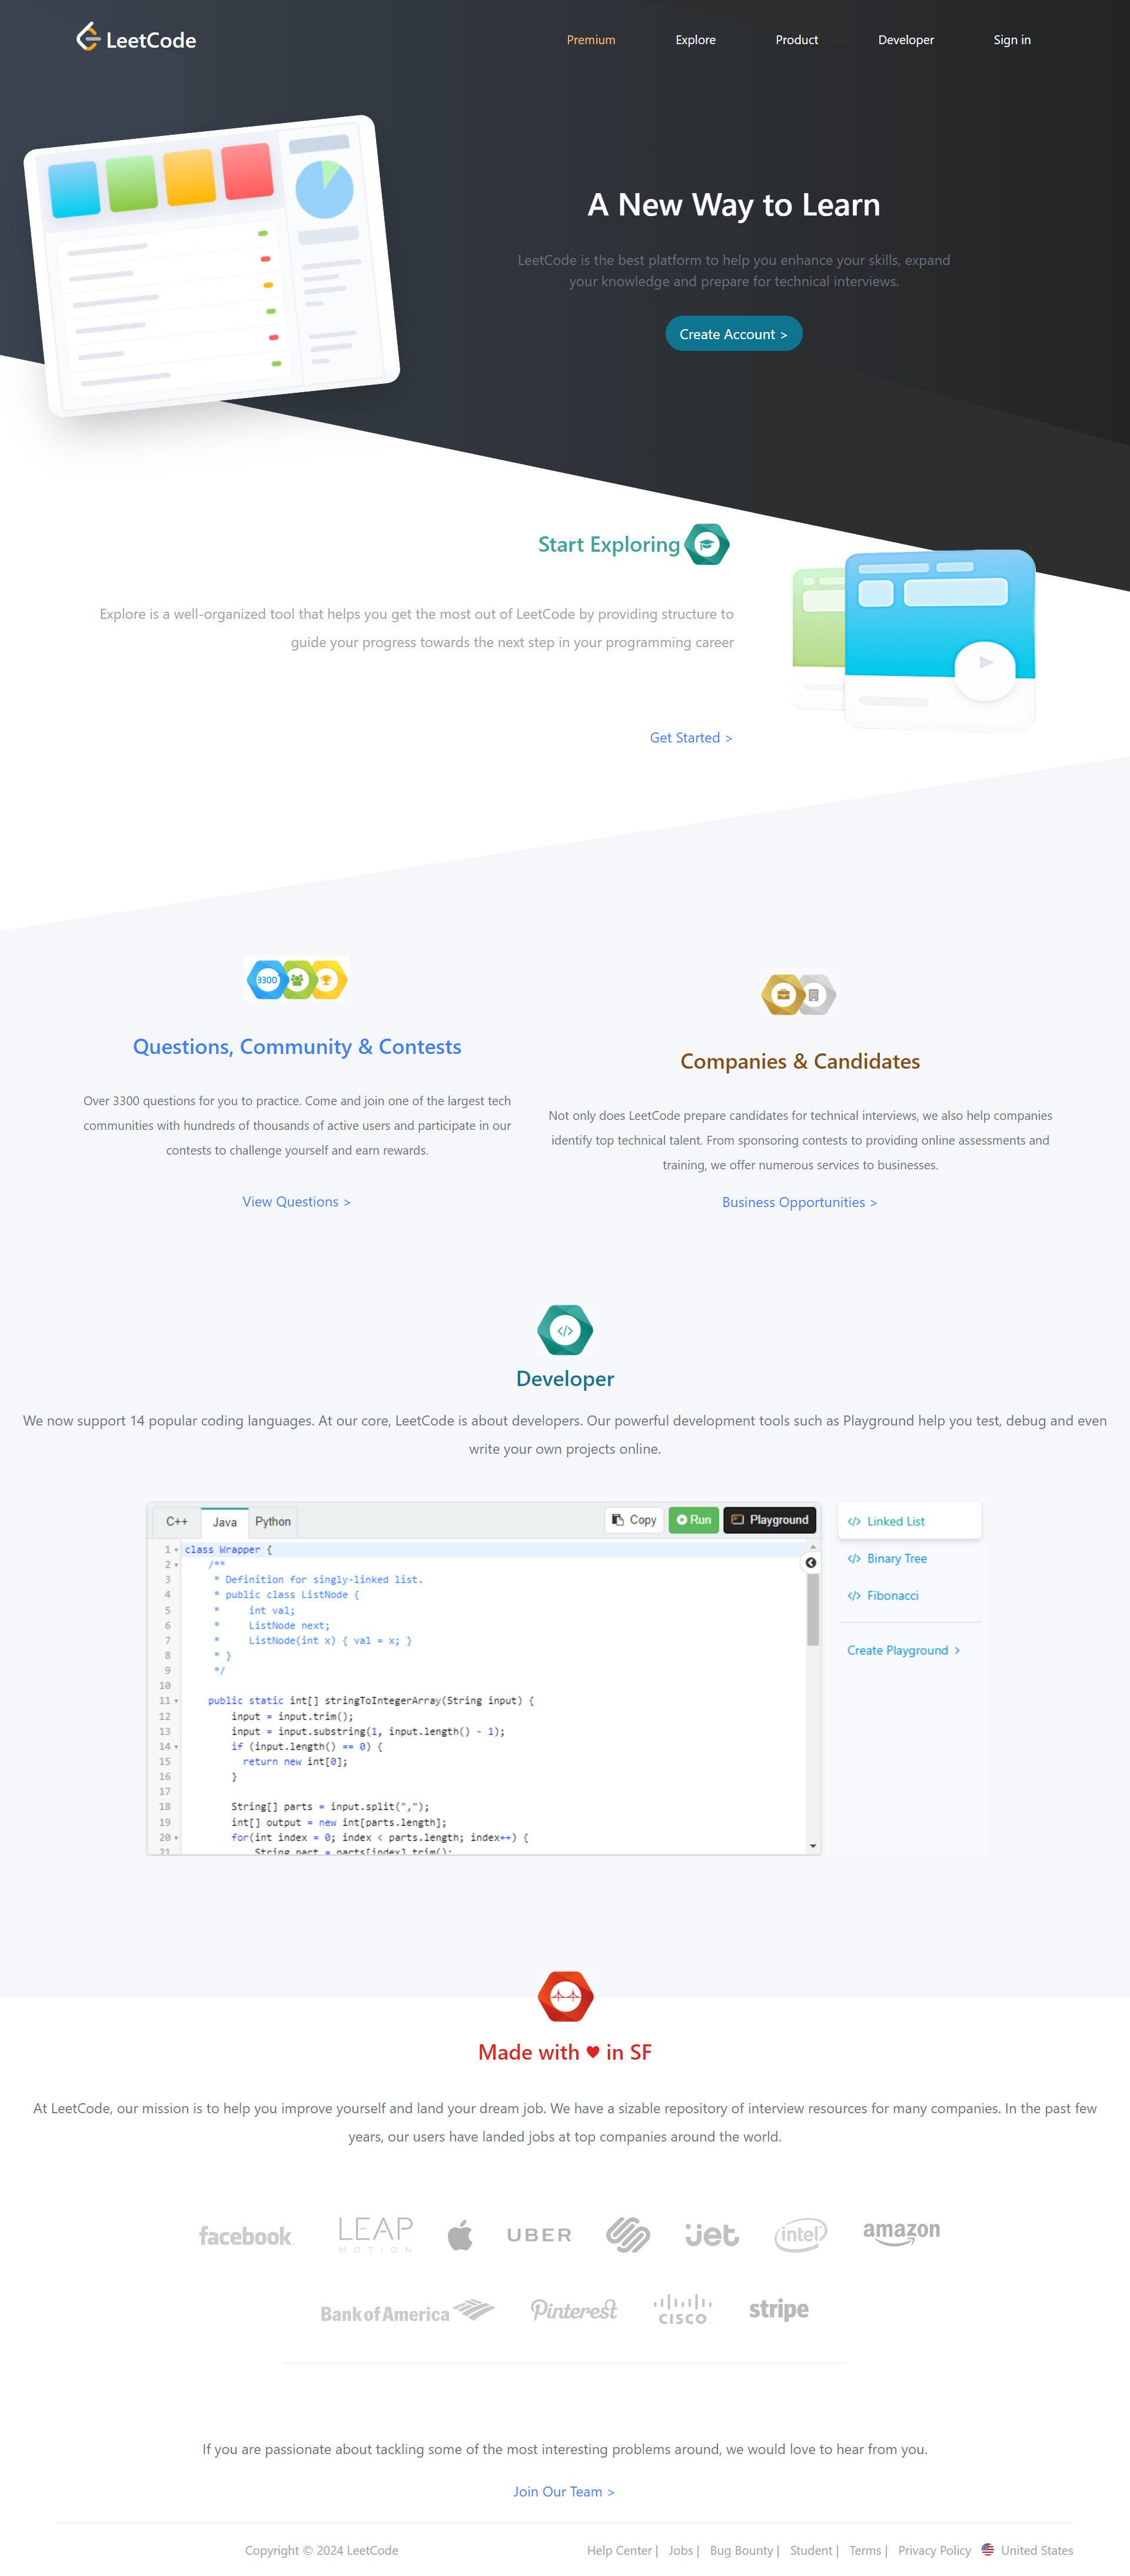 LeetCode
Premium Explore Product Developer Sign in
A New Way to Learn
LeetCode is the best platform to help you enhance your skills, expand
your knowledge and prepare for technical interviews.
Create Account >
Start Exploring
Explore is a well-organized tool that helps you get the most out of LeetCode by providing structure to
guide your progress towards the next step in your programming career
Get Started >
3300
Questions, Community & Contests
Over 3300 questions for you to practice. Come and join one of the largest tech
communities with hundreds of thousands of active users and participate in our
contests to challenge yourself and earn rewards.
View Questions >
Companies & Candidates
Not only does LeetCode prepare candidates for technical interviews, we also help companies
identify top technical talent. From sponsoring contests to providing online assessments and
training, we offer numerous services to businesses.
Business Opportunities >
</>
Developer
We now support 14 popular coding languages. At our core, LeetCode is about developers. Our powerful development tools such as Playground help you test, debug and even
write your own projects online.
C++ Java Python Copy Run Playground
1 class Wrapper {
2 /**
3 * Definition for singly-linked list.
4 * public class ListNode {
5 * int val;
6 * ListNode next;
7 * ListNode(int x) { val = x; }
8 * }
9 */
10
11 public static int[] stringToIntegerArray(String input) {
12 input = input.trim();
13 input = input.substring(1, input.length() - 1);
14 if (input.length() == 0) {
15 return new int[0];
16 }
17
18 String[] parts = input.split(",");
19 int[] output = new int[parts.length];
20 for(int index = 0; index < parts.length; index++) {
21 String part = parts[index].trim();
</> Linked List
</> Binary Tree
</> Fibonacci
Create Playground >
Made with ♥ in SF
At LeetCode, our mission is to help you improve yourself and land your dream job. We have a sizable repository of interview resources for many companies. In the past few
years, our users have landed jobs at top companies around the world.
facebook LEAP MOTION UBER jet intel amazon
Bank of America Pinterest CISCO stripe
If you are passionate about tackling some of the most interesting problems around, we would love to hear from you.
Join Our Team >
Copyright © 2024 LeetCode Help Center | Jobs | Bug Bounty | Student | Terms | Privacy Policy United States